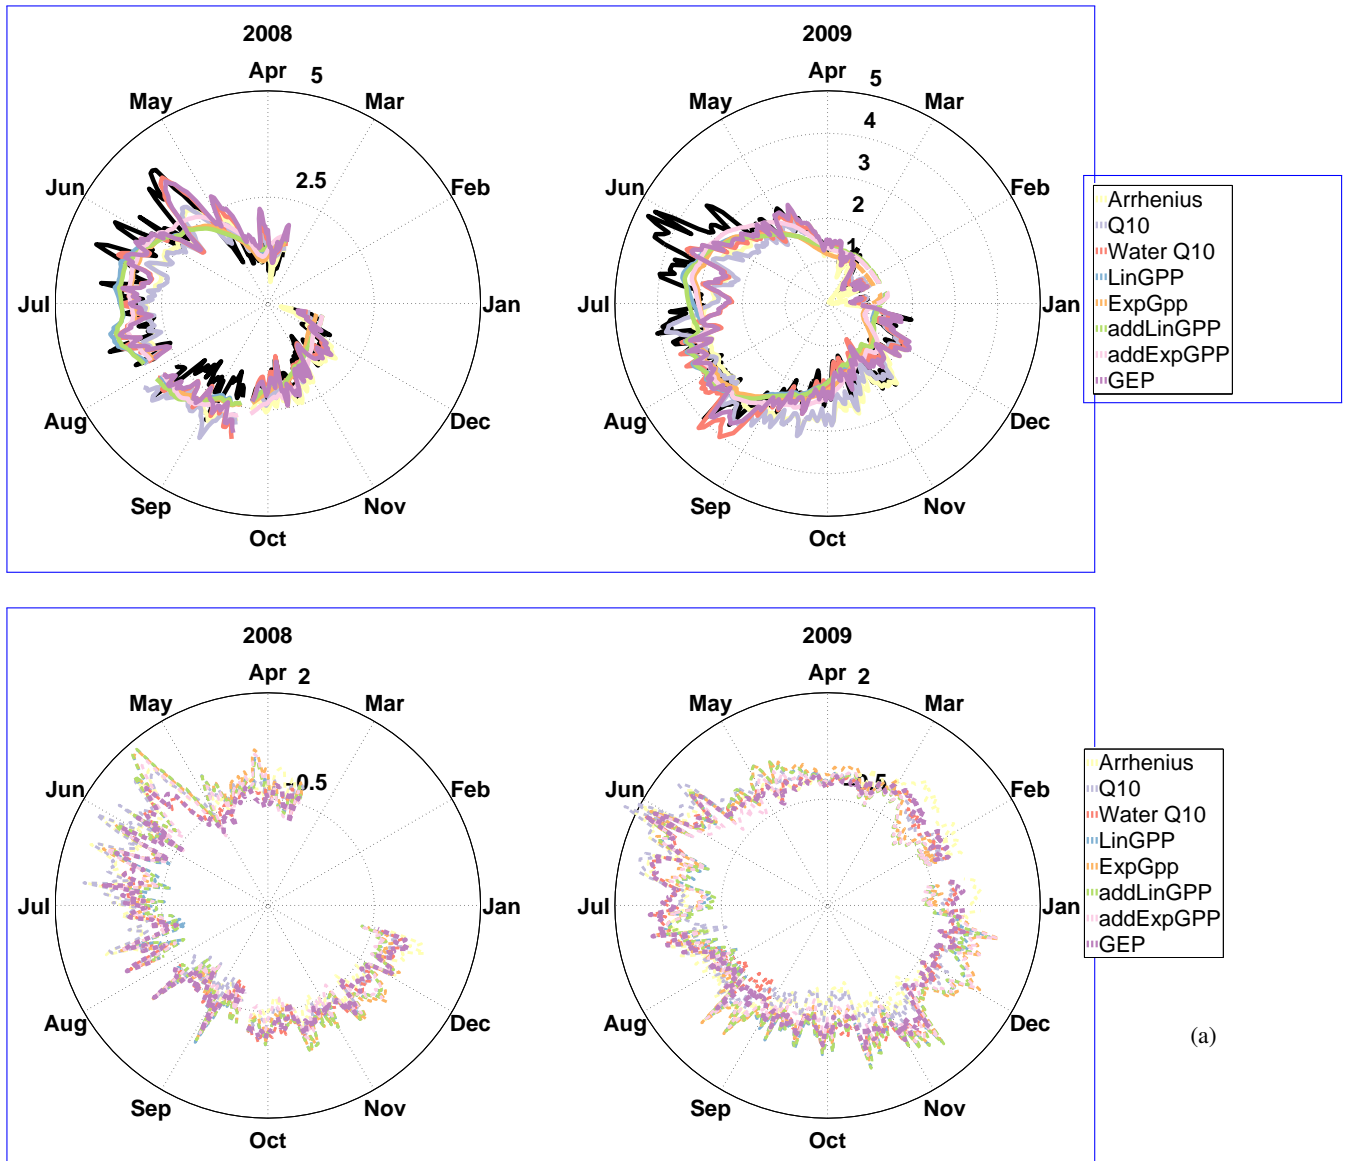 2008
2009
Apr 5
Apr 5
May
Mar
May
4
Mar
3
Jun
2.5
Feb
Jun
2
Feb
1
Jul
Jan
Jul
Jan
Aug
Dec
Aug
Dec
Sep
Nov
Sep
Nov
Oct
Oct
Arrhenius
Q10
Water Q10
LinGPP
ExpGpp
addLinGPP
addExpGPP
GEP
2008
2009
Apr 2
Apr 2
May
Mar
May
Mar
Jun
-0.5
Feb
Jun
-0.5
Feb
Jul
Jan
Jul
Jan
Aug
Dec
Aug
Dec
Sep
Nov
Sep
Nov
Oct
Oct
Arrhenius
Q10
Water Q10
LinGPP
ExpGpp
addLinGPP
addExpGPP
GEP
(a)